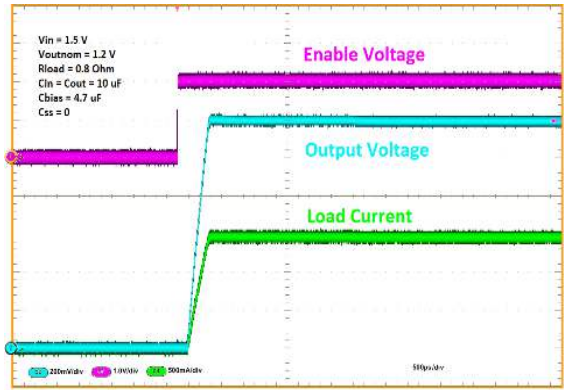 Vin = 1.5 V
Voutnom = 1.2 V
Rload = 0.8 Ohm
Cin = Cout = 10 uF
Cbias = 4.7 uF
Css = 0
Enable Voltage
Output Voltage
Load Current
200mV/div
1.0V/div
500mA/div
500µs/div